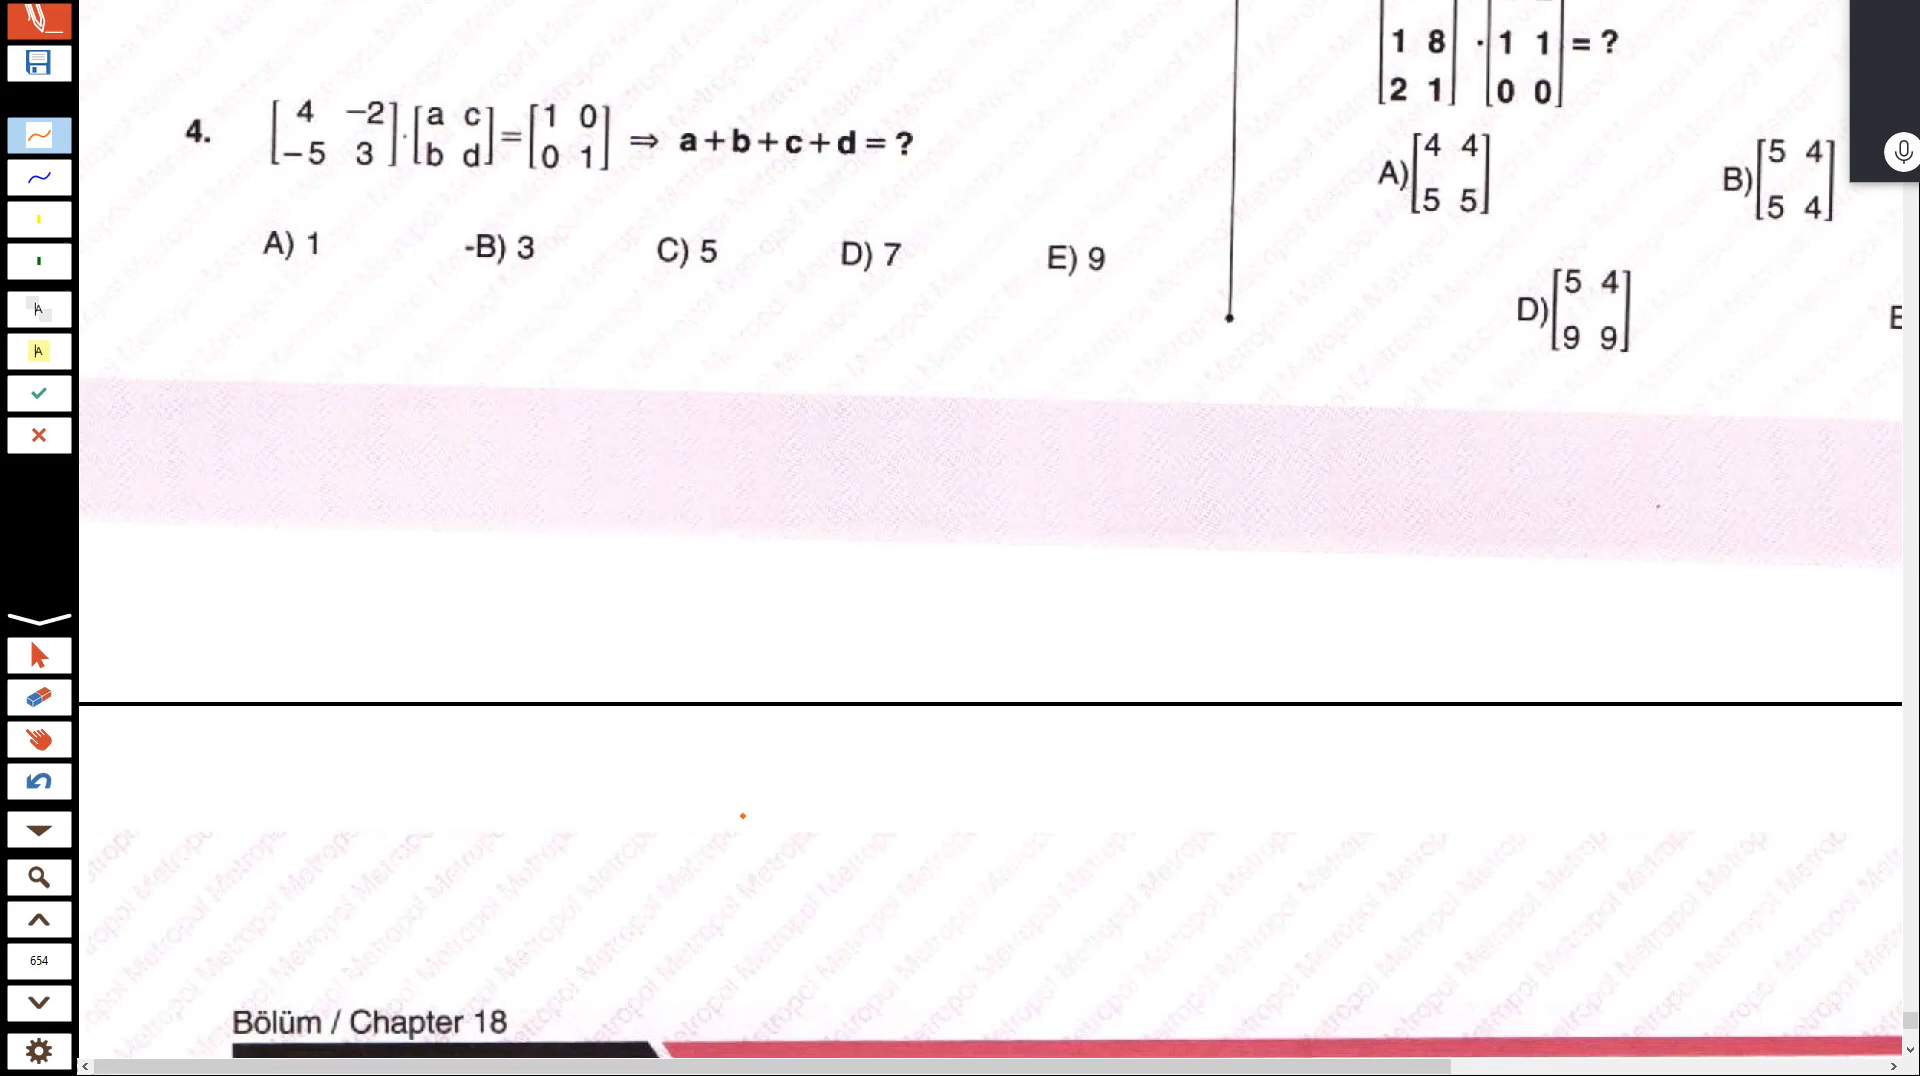 4. [4 −2] · [a c] = [1 0] ⇒ a+b+c+d = ?
[−5 3] [b d] [0 1]
A) 1 -B) 3 C) 5 D) 7 E) 9
[1 8] · [1 1] = ?
[2 1] [0 0]
A) [4 4] B) [5 4]
[5 5] [5 4]
D) [5 4] E
[9 9]
654
Bölüm / Chapter 18